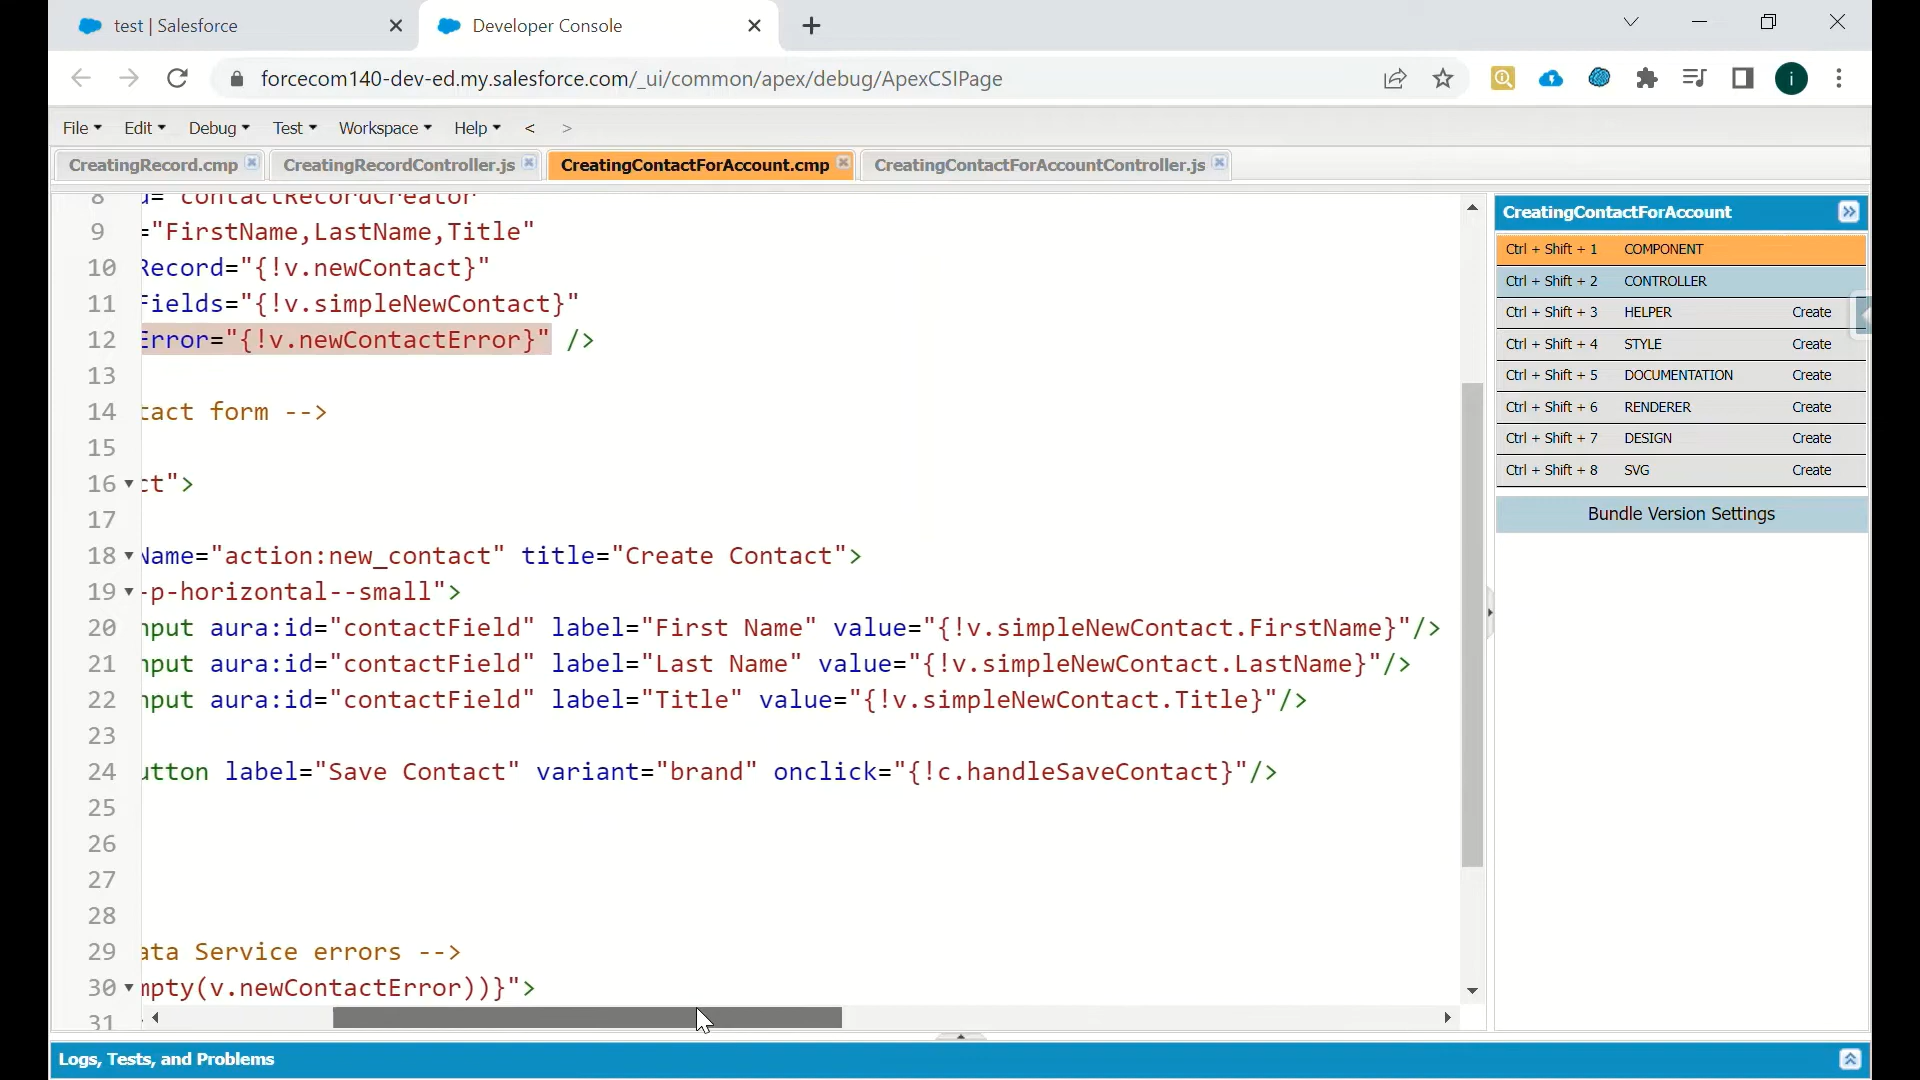 test | Salesforce
Developer Console
forcecom140-dev-ed.my.salesforce.com/_ui/common/apex/debug/ApexCSIPage
i
File Edit Debug Test Workspace Help < >
CreatingRecord.cmp CreatingRecordController.js CreatingContactForAccount.cmp CreatingContactForAccountController.js
8 d="contactRecordCreator"
9 ="FirstName,LastName,Title"
10 Record="{!v.newContact}"
11 Fields="{!v.simpleNewContact}"
12 Error="{!v.newContactError}" />
13
14 tact form -->
15
16 ct">
17
18 Name="action:new_contact" title="Create Contact">
19 -p-horizontal--small">
20 nput aura:id="contactField" label="First Name" value="{!v.simpleNewContact.FirstName}"/>
21 nput aura:id="contactField" label="Last Name" value="{!v.simpleNewContact.LastName}"/>
22 nput aura:id="contactField" label="Title" value="{!v.simpleNewContact.Title}"/>
23
24 utton label="Save Contact" variant="brand" onclick="{!c.handleSaveContact}"/>
25
26
27
28
29 ata Service errors -->
30 mpty(v.newContactError))}">
31
CreatingContactForAccount
Ctrl + Shift + 1 COMPONENT
Ctrl + Shift + 2 CONTROLLER
Ctrl + Shift + 3 HELPER Create
Ctrl + Shift + 4 STYLE Create
Ctrl + Shift + 5 DOCUMENTATION Create
Ctrl + Shift + 6 RENDERER Create
Ctrl + Shift + 7 DESIGN Create
Ctrl + Shift + 8 SVG Create
Bundle Version Settings
Logs, Tests, and Problems